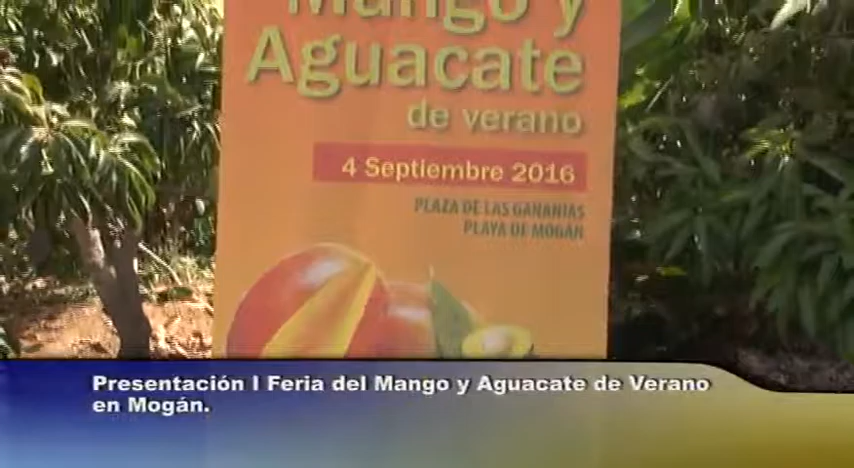 Mango y
Aguacate
de verano
4 Septiembre 2016
PLAZA DE LAS GANANIAS
PLAYA DE MOGÁN
Presentación I Feria del Mango y Aguacate de Verano
en Mogán.